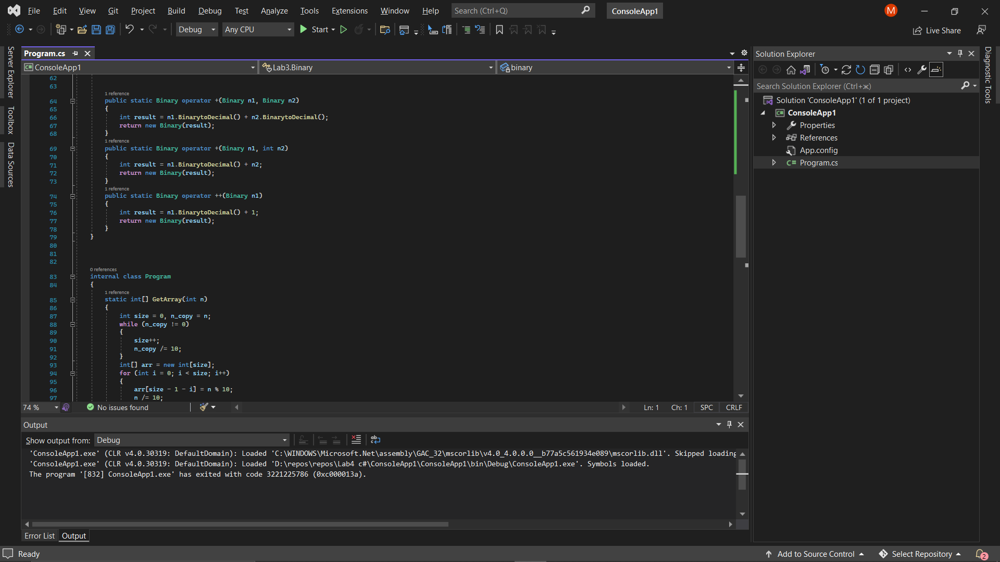 File Edit View Git Project Build Debug Test Analyze Tools Extensions Window Help Search (Ctrl+Q) ConsoleApp1 M
Debug Any CPU Start Live Share
Server Explorer
Toolbox
Data Sources
Program.cs
ConsoleApp1 Lab3.Binary binary
62
63
1 reference
64 public static Binary operator +(Binary n1, Binary n2)
65 {
66 int result = n1.BinarytoDecimal() + n2.BinarytoDecimal();
67 return new Binary(result);
68 }
1 reference
69 public static Binary operator +(Binary n1, int n2)
70 {
71 int result = n1.BinarytoDecimal() + n2;
72 return new Binary(result);
73 }
1 reference
74 public static Binary operator ++(Binary n1)
75 {
76 int result = n1.BinarytoDecimal() + 1;
77 return new Binary(result);
78 }
79 }
80
81
82
0 references
83 internal class Program
84 {
1 reference
85 static int[] GetArray(int n)
86 {
87 int size = 0, n_copy = n;
88 while (n_copy != 0)
89 {
90 size++;
91 n_copy /= 10;
92 }
93 int[] arr = new int[size];
94 for (int i = 0; i < size; i++)
95 {
96 arr[size - 1 - i] = n % 10;
97 n /= 10;
74 % No issues found Ln: 1 Ch: 1 SPC CRLF
Output
Show output from: Debug
'ConsoleApp1.exe' (CLR v4.0.30319: DefaultDomain): Loaded 'C:\WINDOWS\Microsoft.Net\assembly\GAC_32\mscorlib\v4.0_4.0.0.0__b77a5c561934e089\mscorlib.dll'. Skipped loading
'ConsoleApp1.exe' (CLR v4.0.30319: DefaultDomain): Loaded 'D:\repos\repos\Lab4 c#\ConsoleApp1\ConsoleApp1\bin\Debug\ConsoleApp1.exe'. Symbols loaded.
The program '[832] ConsoleApp1.exe' has exited with code 3221225786 (0xc000013a).
Error List Output
Solution Explorer
Search Solution Explorer (Ctrl+ж)
Solution 'ConsoleApp1' (1 of 1 project)
C# ConsoleApp1
Properties
References
App.config
C# Program.cs
Diagnostic Tools
Ready Add to Source Control Select Repository 2